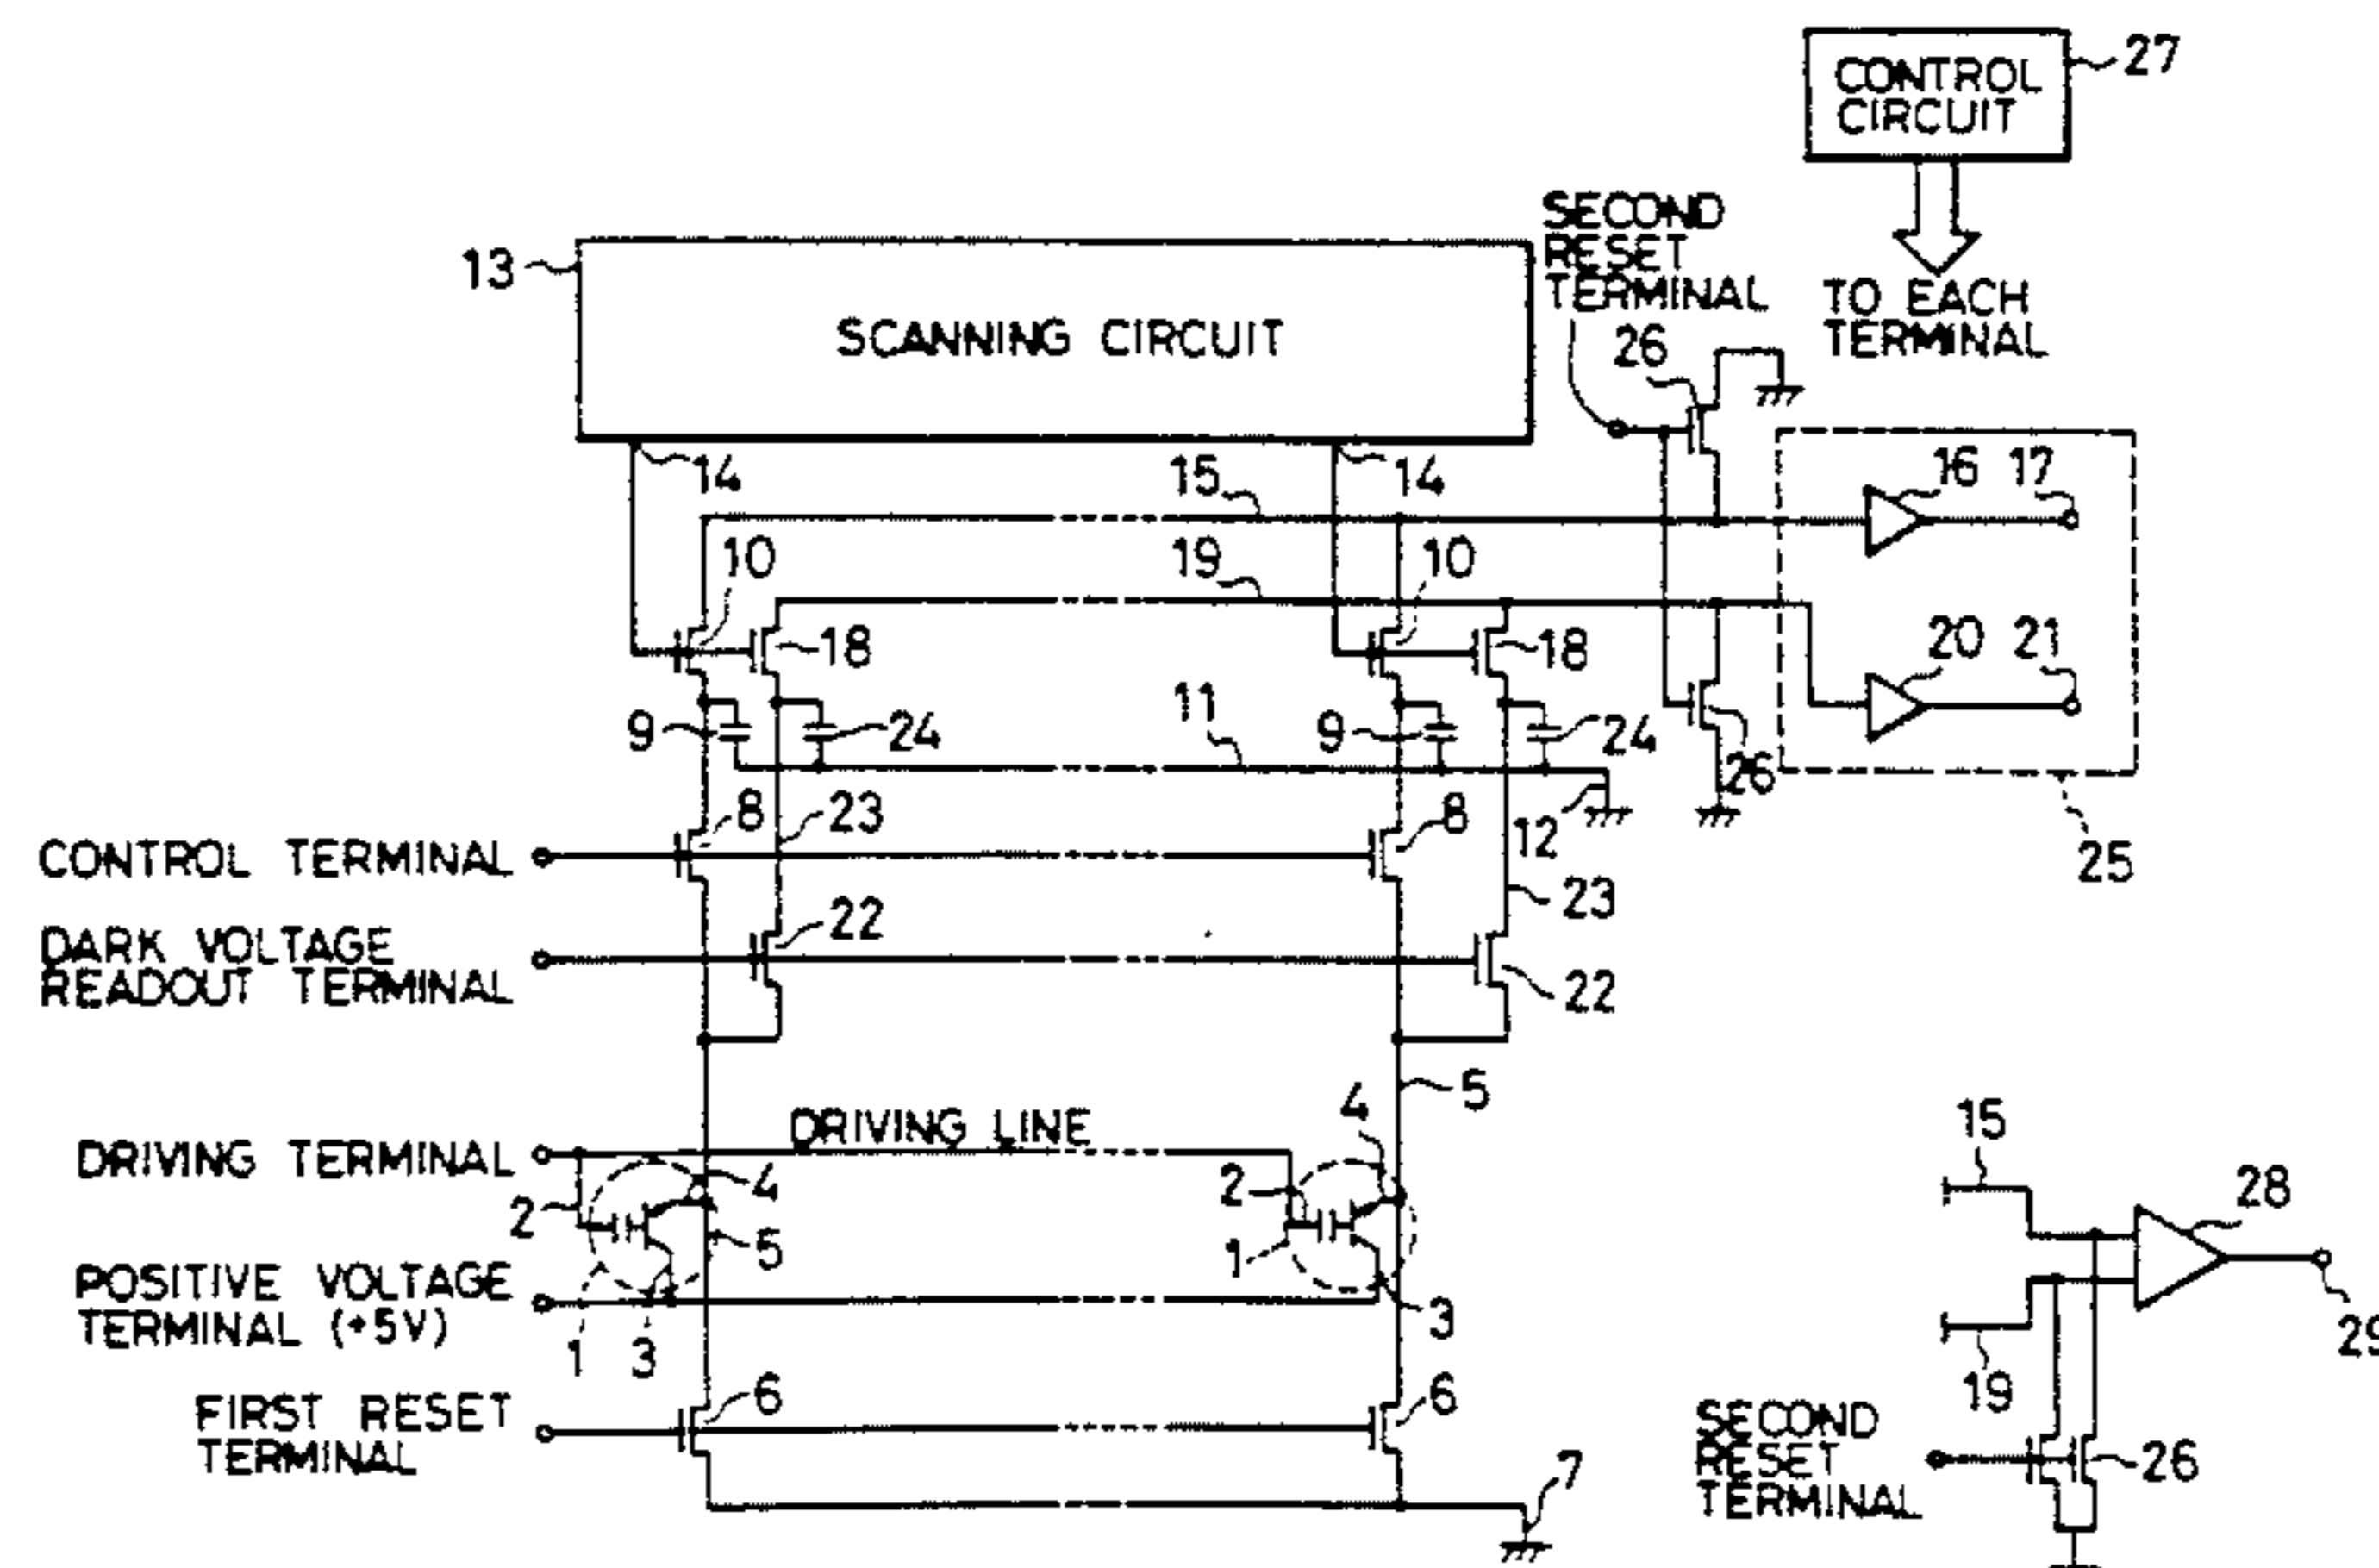 CONTROL
CIRCUIT
27
TO EACH
TERMINAL
SECOND
RESET
TERMINAL
26
13
SCANNING CIRCUIT
14
15
14
16
17
10
19
10
18
18
20
21
9
24
11
9
24
26
8
23
12
8
25
CONTROL TERMINAL
23
22
DARK VOLTAGE
READOUT TERMINAL
22
5
4
DRIVING LINE
DRIVING TERMINAL
4
2
2
5
1
POSITIVE VOLTAGE
TERMINAL (+5V)
1
3
3
FIRST RESET
TERMINAL
6
6
7
15
28
29
19
SECOND
RESET
TERMINAL
26